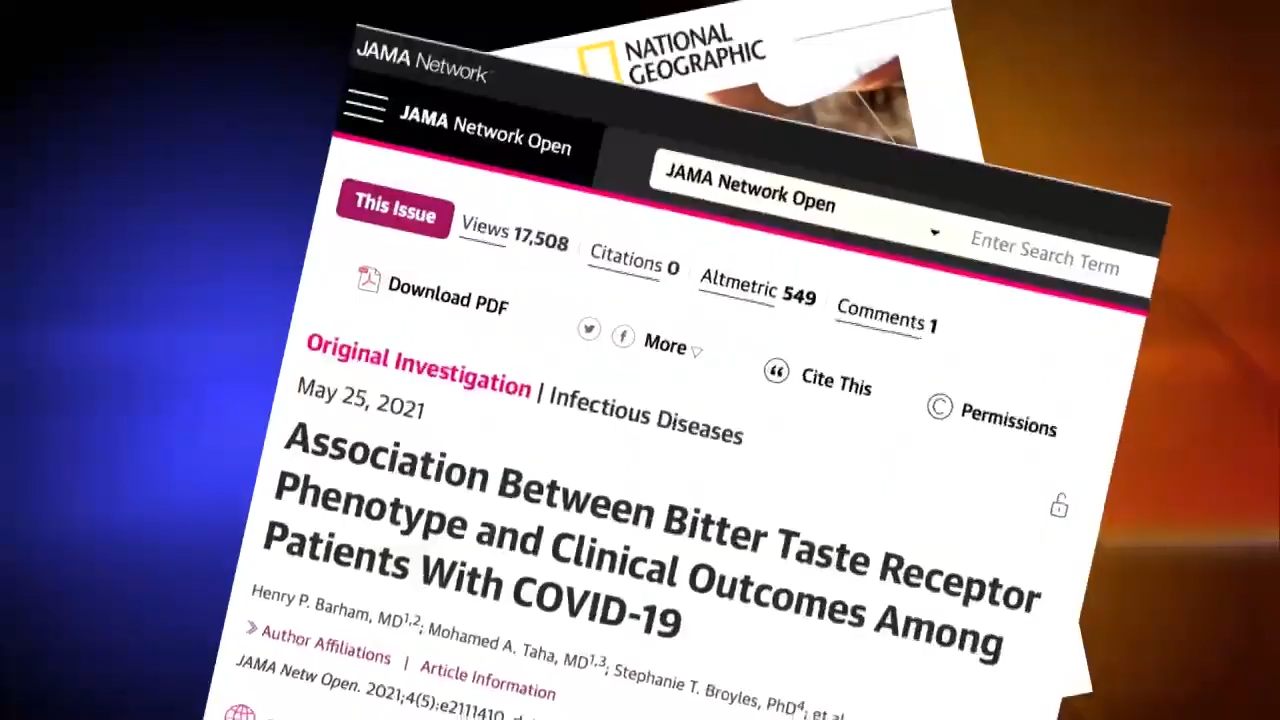 NATIONAL
GEOGRAPHIC
JAMA Network
JAMA Network Open
JAMA Network Open
Enter Search Term
This Issue
Views 17,508
Citations 0
Altmetric 549
Comments 1
Download PDF
More
Cite This
Permissions
Original Investigation | Infectious Diseases
May 25, 2021
Association Between Bitter Taste Receptor
Phenotype and Clinical Outcomes Among
Patients With COVID-19
Henry P. Barham, MD1,2; Mohamed A. Taha, MD1,3; Stephanie T. Broyles, PhD4; et al
Author Affiliations | Article Information
JAMA Netw Open. 2021;4(5):e2111410.